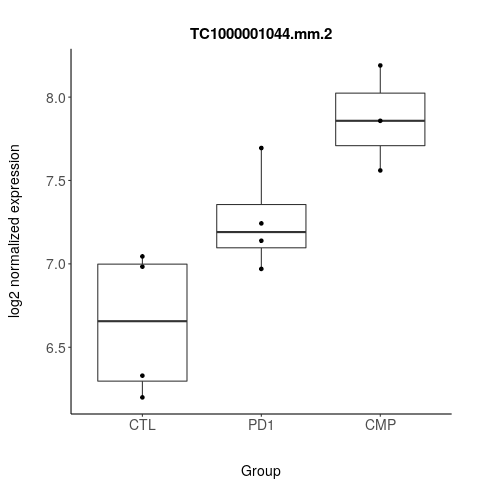 TC1000001044.mm.2
log2 normalized expression
8.0
7.5
7.0
6.5
CTL PD1 CMP
Group